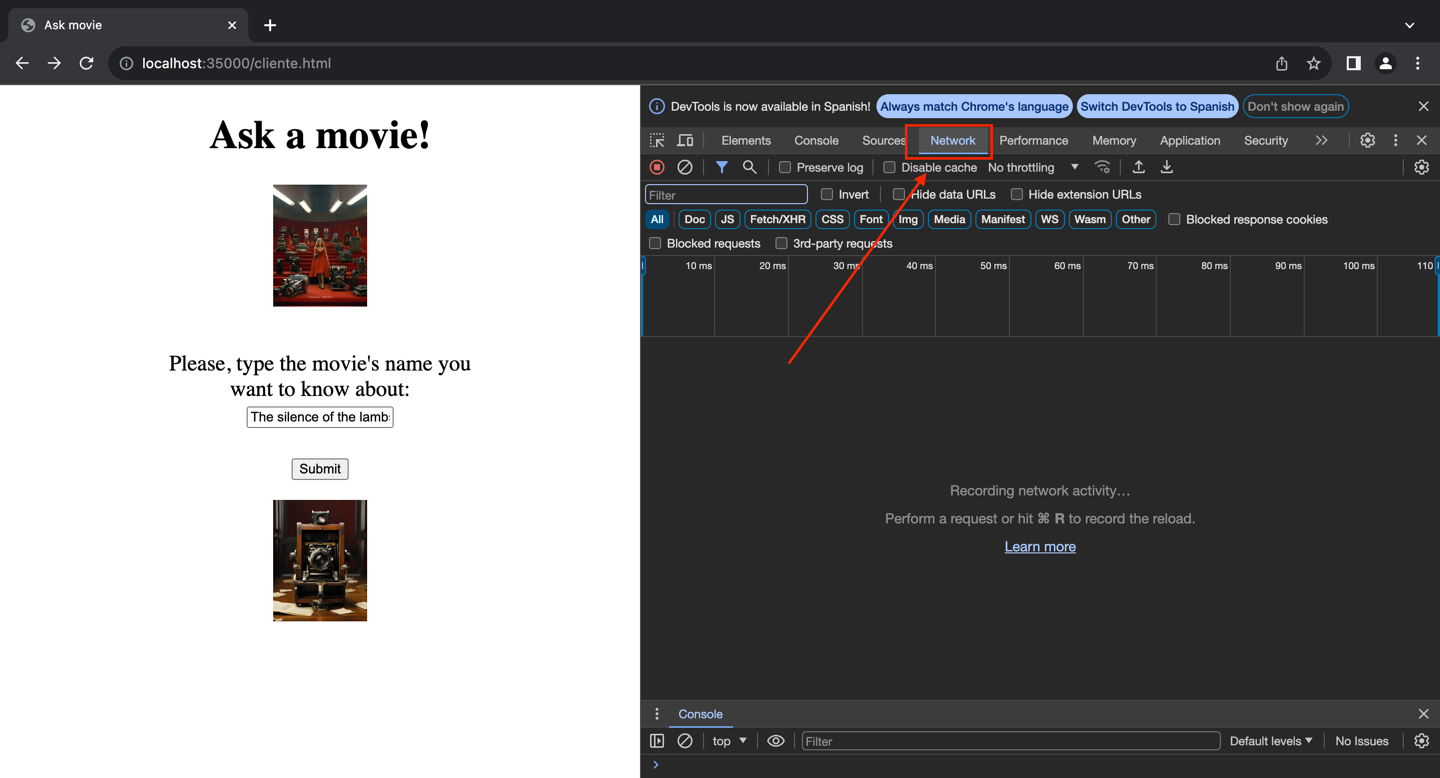 Ask movie
localhost:35000/cliente.html
Ask a movie!
Please, type the movie's name you
want to know about:
The silence of the lamb
Submit
DevTools is now available in Spanish! Always match Chrome's language Switch DevTools to Spanish Don't show again
Elements Console Sources Network Performance Memory Application Security
Preserve log Disable cache No throttling
Filter Invert Hide data URLs Hide extension URLs
All Doc JS Fetch/XHR CSS Font Img Media Manifest WS Wasm Other Blocked response cookies
Blocked requests 3rd-party requests
10 ms 20 ms 30 ms 40 ms 50 ms 60 ms 70 ms 80 ms 90 ms 100 ms 110
Recording network activity…
Perform a request or hit ⌘ R to record the reload.
Learn more
Console
top Filter Default levels No Issues